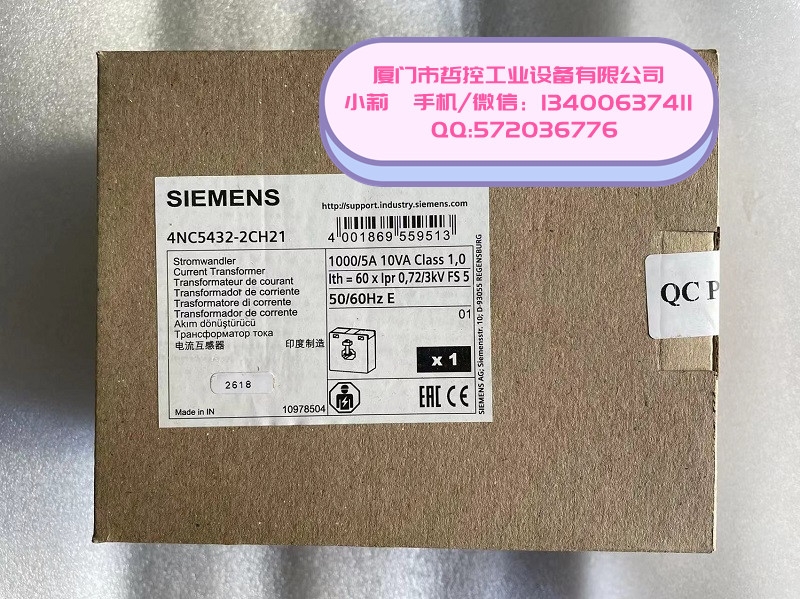 厦门市哲控工业设备有限公司
小莉 手机/微信：13400637411
QQ:572036776
SIEMENS
http://support.industry.siemens.com
4NC5432-2CH21
4 001869 559513
Stromwandler
Current Transformer
Transformateur de courant
Transformador de corriente
Trasformatore di corrente
Transformador de corrente
Akım dönüştürücü
Трансформатор тока
电流互感器 印度制造
1000/5A 10VA Class 1,0
Ith = 60 x Ipr 0,72/3kV FS 5
50/60Hz E
01
x 1
2618
Made in IN
10978504
EAC CE
SIEMENS AG; Siemensstr. 10; D-93055 REGENSBURG
QC P